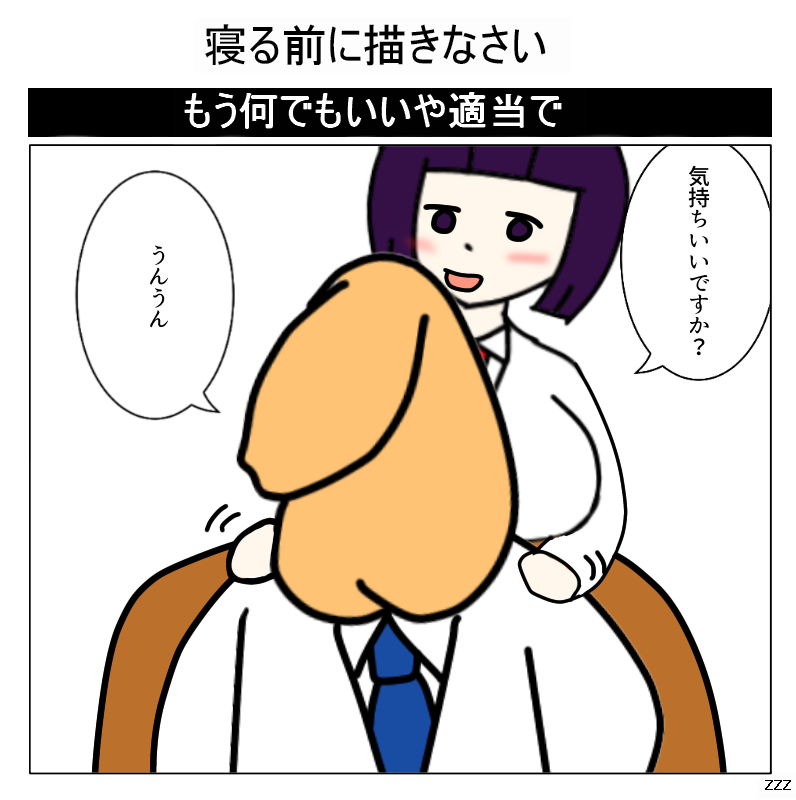 寝る前に描きなさい
もう何でもいいや適当で
気持ちいいですか？
うんうん
zzz